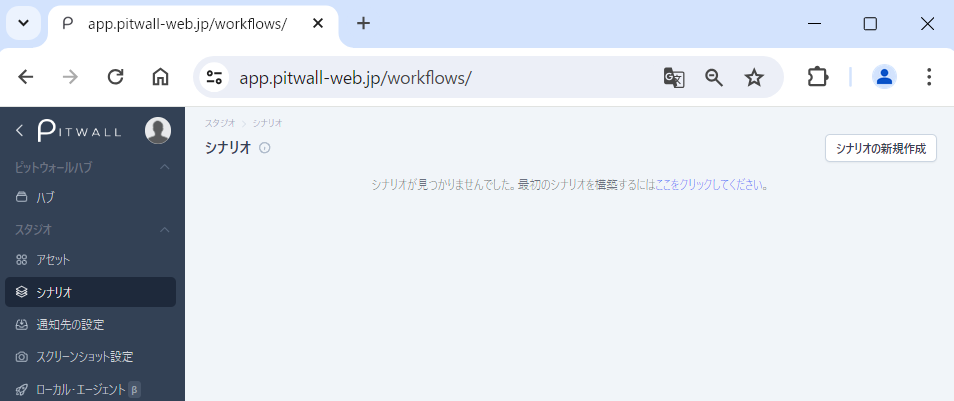 app.pitwall-web.jp/workflows/
app.pitwall-web.jp/workflows/
PITWALL
ピットウォールハブ
ハブ
スタジオ
アセット
シナリオ
通知先の設定
スクリーンショット設定
ローカル・エージェント β
スタジオ > シナリオ
シナリオ
シナリオの新規作成
シナリオが見つかりませんでした。最初のシナリオを構築するにはここをクリックしてください。